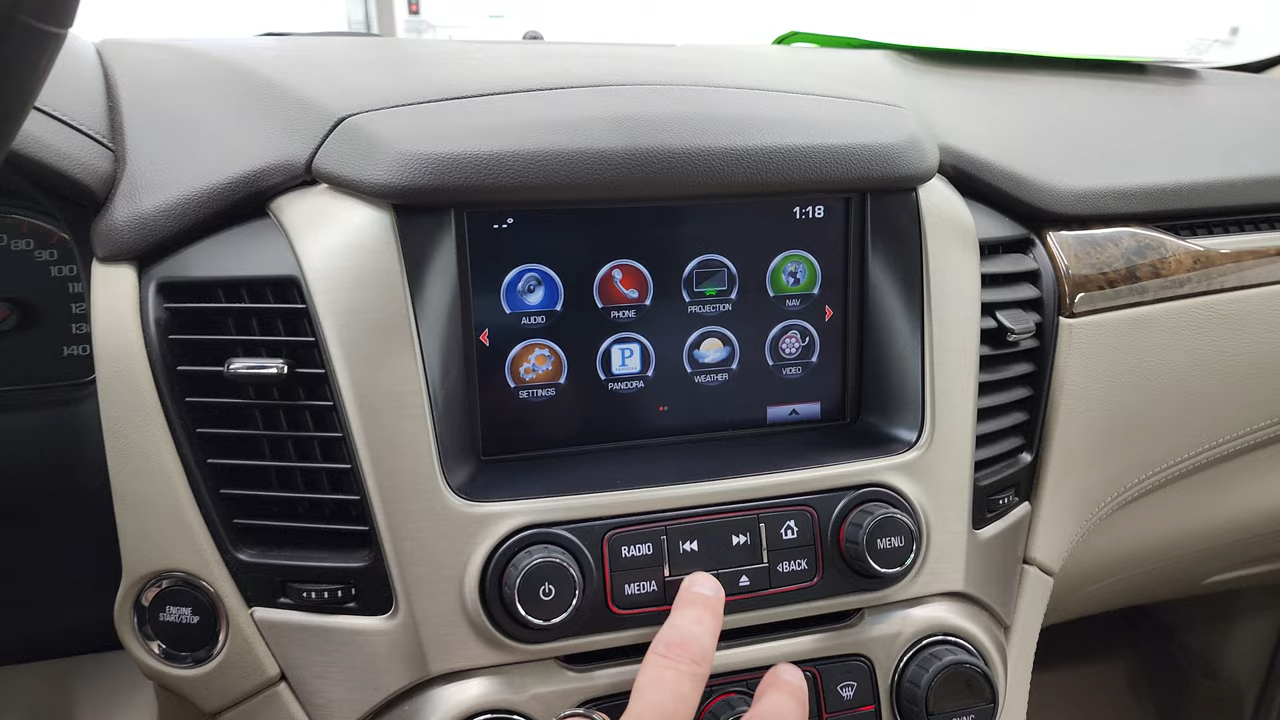 --°
1:18
AUDIO
PHONE
PROJECTION
NAV
SETTINGS
P
PANDORA
WEATHER
VIDEO
80
90
100
140
RADIO
MEDIA
BACK
MENU
ENGINE
START/STOP
SYNC